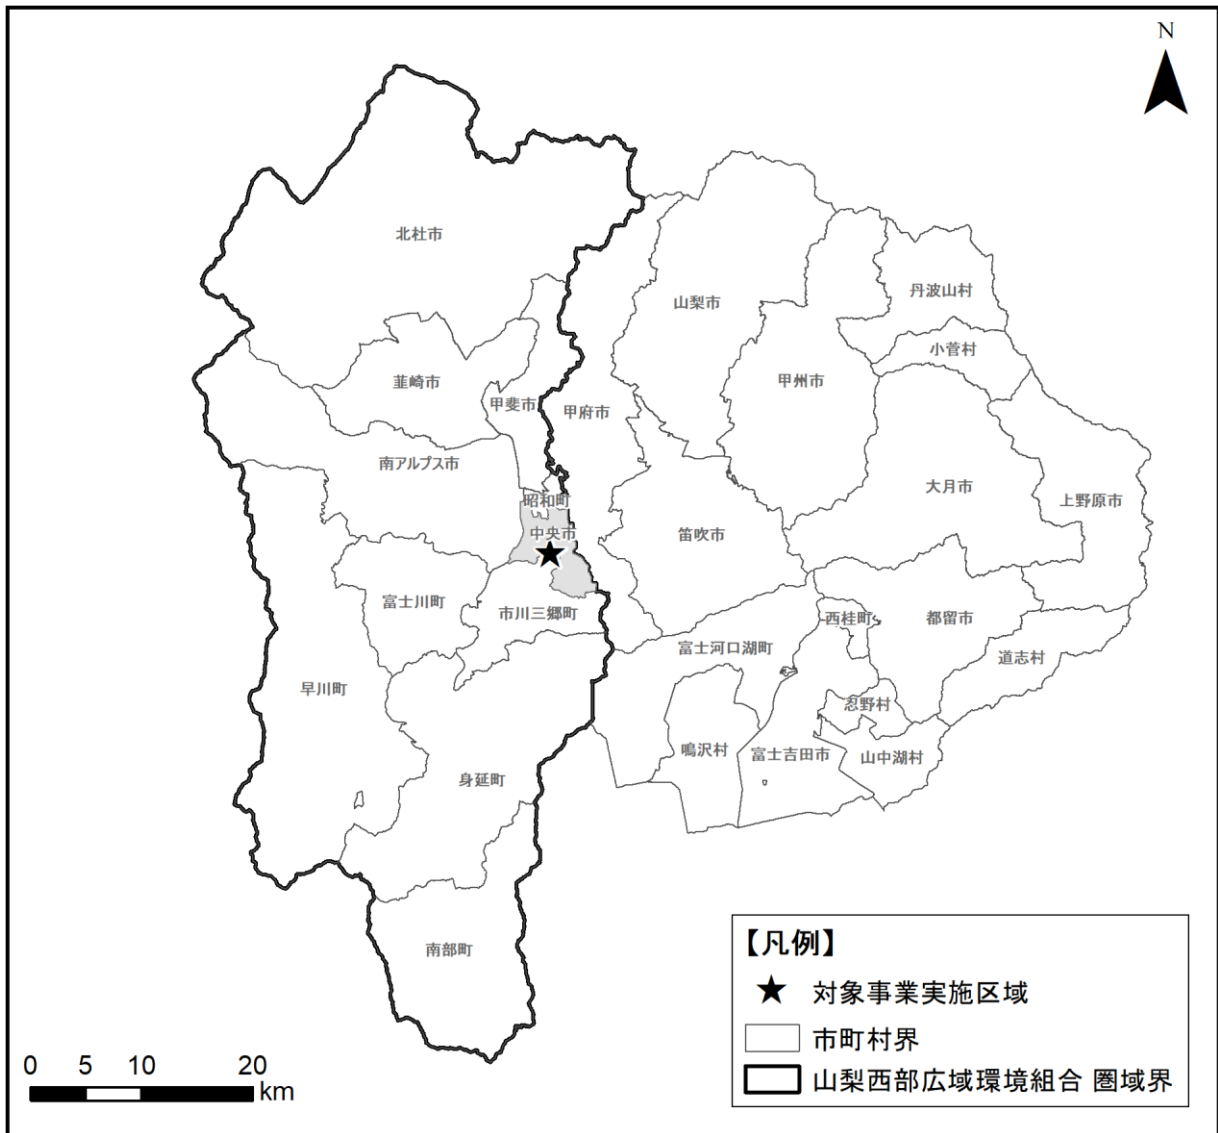 N
北杜市
丹波山村
山梨市
小菅村
韮崎市
甲州市
甲斐市
甲府市
南アルプス市
大月市
上野原市
昭和町
中央市
笛吹市
富士川町
市川三郷町
西桂町
都留市
富士河口湖町
道志村
早川町
忍野村
鳴沢村
富士吉田市
山中湖村
身延町
南部町
【凡例】
対象事業実施区域
市町村界
山梨西部広域環境組合 圏域界
0 5 10 20
km